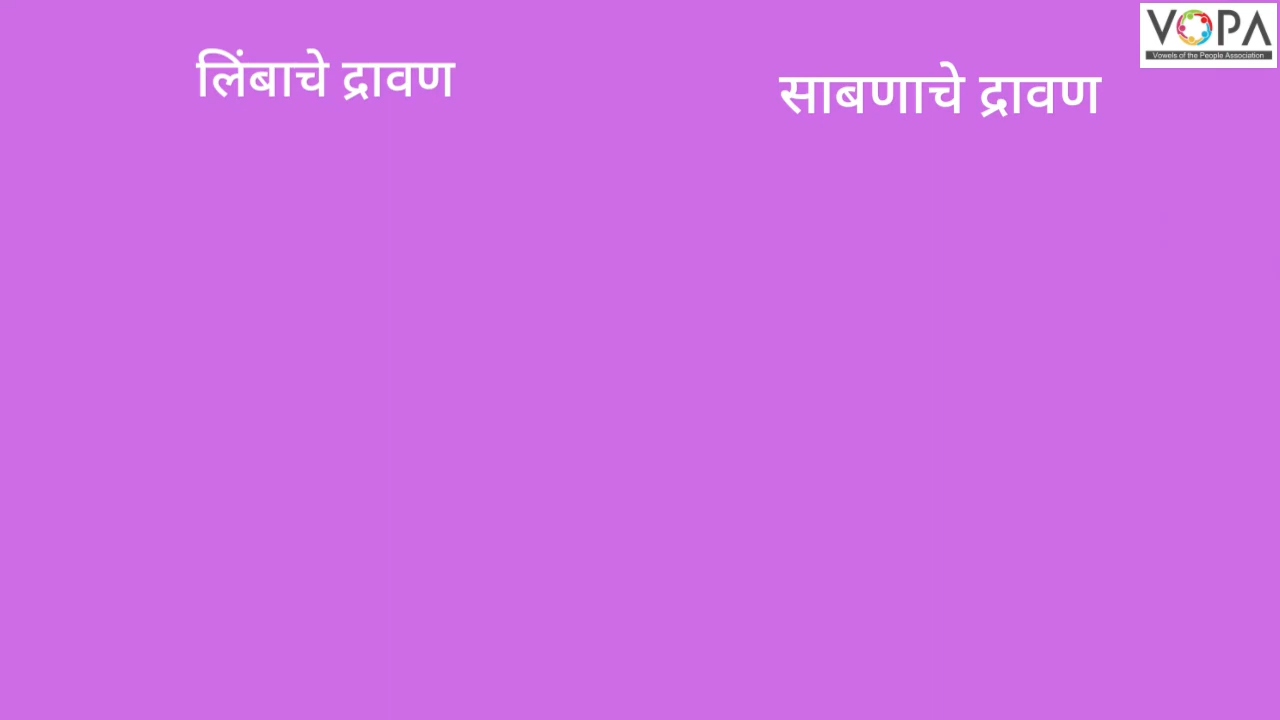 VOPA
Vowels of the People Association
लिंबाचे द्रावण
साबणाचे द्रावण